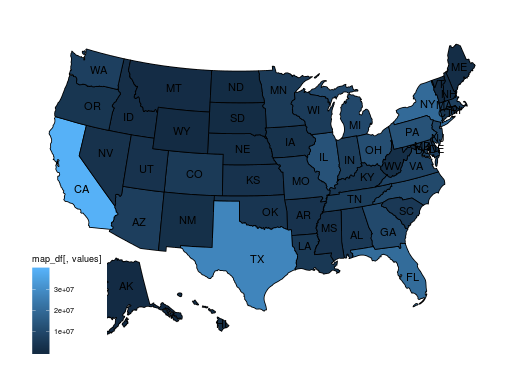 WA
MT
ND
MN
ME
OR
ID
SD
WI
MI
NY
WY
NE
IA
PA
NV
UT
CO
IL
IN
OH
CA
KS
MO
KY
WV
VA
AZ
NM
OK
AR
TN
NC
SC
TX
LA
MS
AL
GA
FL
AK
map_df[, values]
3e+07
2e+07
1e+07